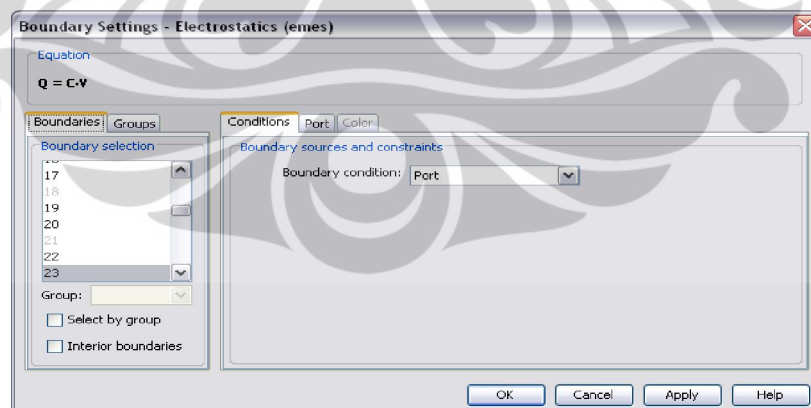 Boundary Settings - Electrostatics (emes)
Equation
Q = C·V
Boundaries Groups
Conditions Port Color
Boundary selection
17
18
19
20
21
22
23
Group:
Select by group
Interior boundaries
Boundary sources and constraints
Boundary condition: Port
OK Cancel Apply Help